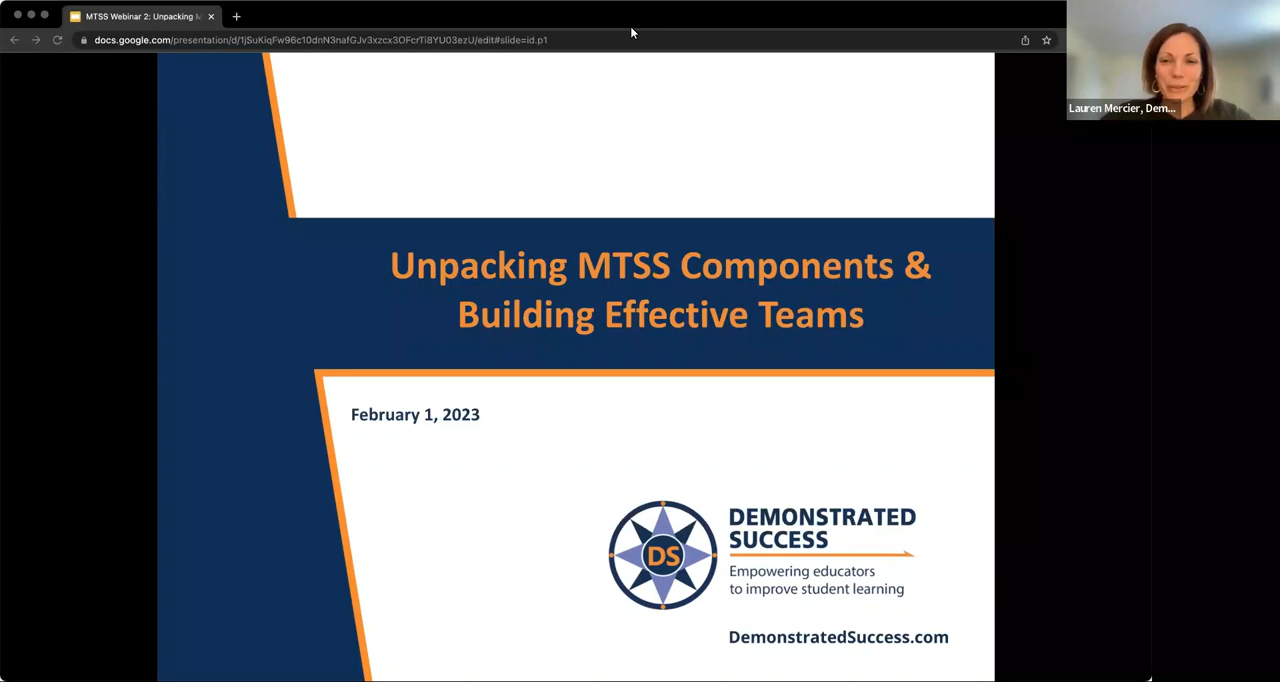 MTSS Webinar 2: Unpacking M
docs.google.com/presentation/d/1jSuKiqFw96c10dnN3nafGJv3xzcx3OFcrTi8YU03ezU/edit#slide=id.p1
Lauren Mercier, Dem...
Unpacking MTSS Components &
Building Effective Teams
February 1, 2023
DS
DEMONSTRATED
SUCCESS
Empowering educators
to improve student learning
DemonstratedSuccess.com